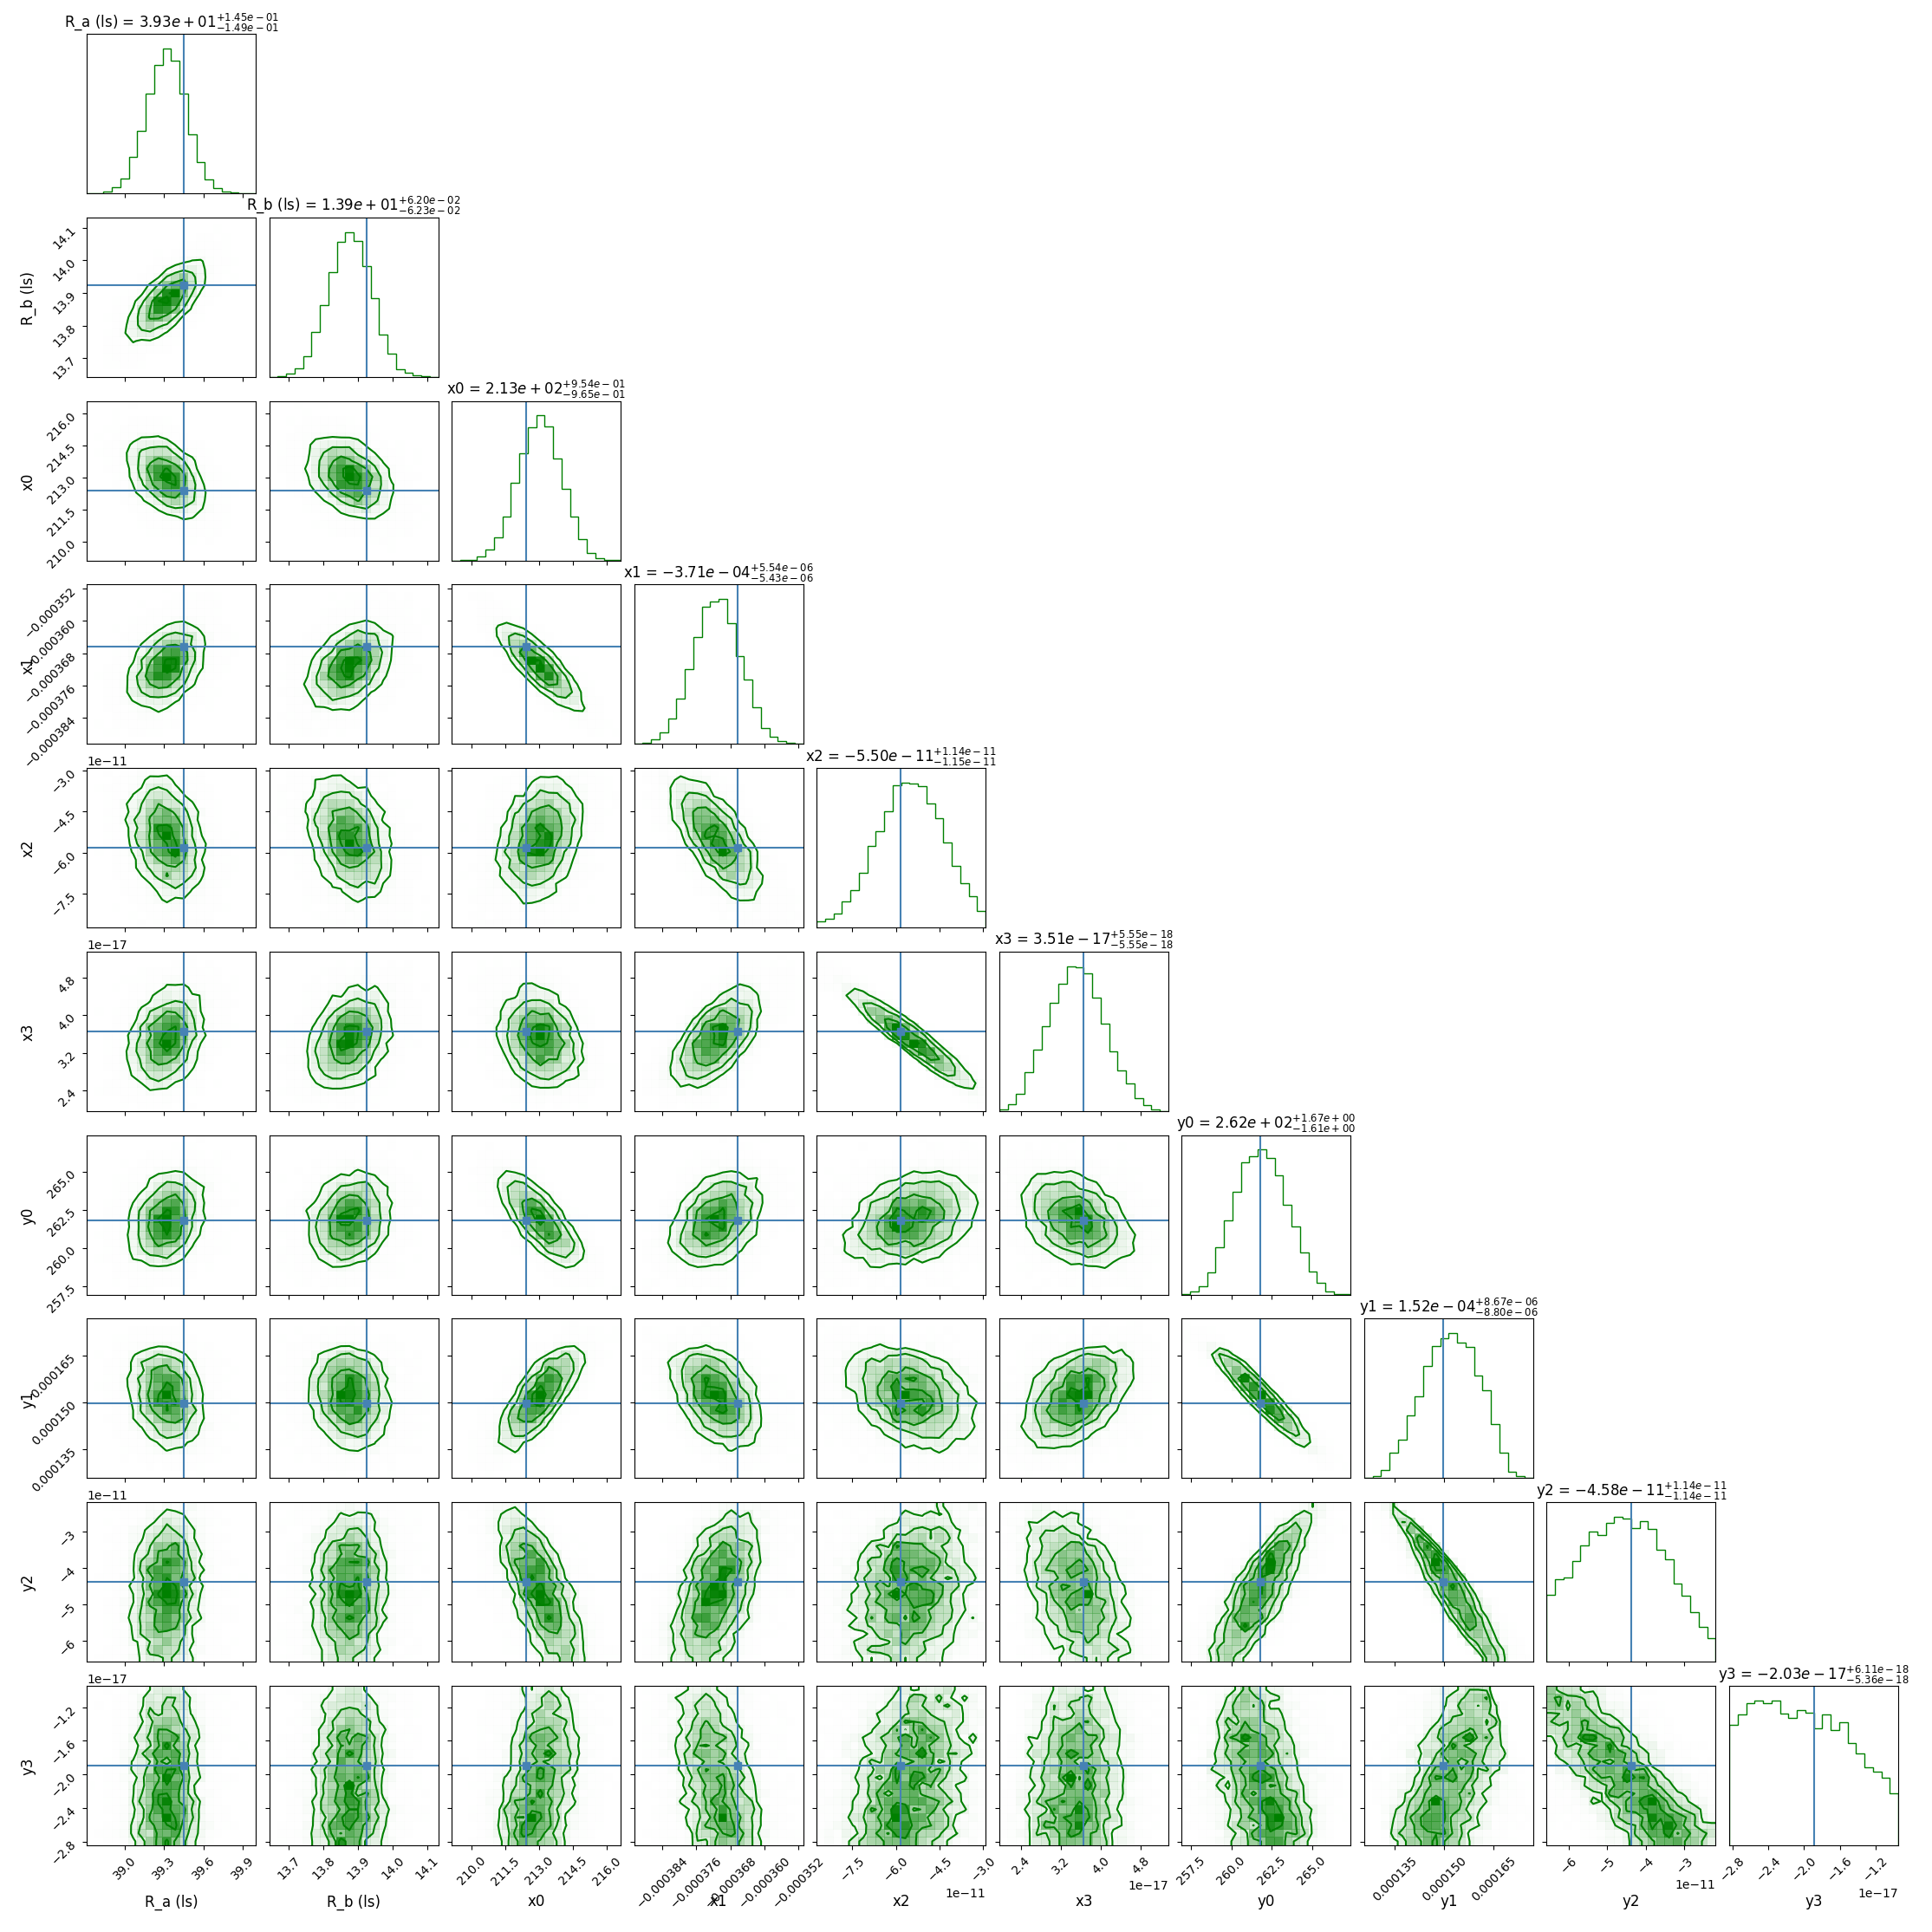 R_a (ls) = 3.93e + 01 +1.45e − 01 −1.49e − 01
R_b (ls) = 1.39e + 01 +6.20e − 02 −6.23e − 02
14.1
14.0
13.9
13.8
13.7
R_b (ls)
x0 = 2.13e + 02 +9.54e − 01 −9.65e − 01
216.0
214.5
213.0
211.5
210.0
x0
x1 = −3.71e − 04 +5.54e − 06 −5.43e − 06
−0.000352
−0.000360
−0.000368
−0.000376
−0.000384
x1
x2 = −5.50e − 11 +1.14e − 11 −1.15e − 11
1e−11
−3.0
−4.5
−6.0
−7.5
x2
x3 = 3.51e − 17 +5.55e − 18 −5.55e − 18
1e−17
4.8
4.0
3.2
2.4
x3
y0 = 2.62e + 02 +1.67e + 00 −1.61e + 00
265.0
262.5
260.0
257.5
y0
y1 = 1.52e − 04 +8.67e − 06 −8.80e − 06
0.000165
0.000150
0.000135
y1
y2 = −4.58e − 11 +1.14e − 11 −1.14e − 11
1e−11
−3
−4
−5
−6
y2
y3 = −2.03e − 17 +6.11e − 18 −5.36e − 18
1e−17
−1.2
−1.6
−2.0
−2.4
−2.8
y3
39.0 39.3 39.6 39.9
R_a (ls)
13.7 13.8 13.9 14.0 14.1
R_b (ls)
210.0 211.5 213.0 214.5 216.0
x0
−0.000384 −0.000376 −0.000368 −0.000360 −0.000352
x1
−7.5 −6.0 −4.5 −3.0
1e−11
x2
2.4 3.2 4.0 4.8
1e−17
x3
257.5 260.0 262.5 265.0
y0
0.000135 0.000150 0.000165
y1
−6 −5 −4 −3
1e−11
y2
−2.8 −2.4 −2.0 −1.6 −1.2
1e−17
y3